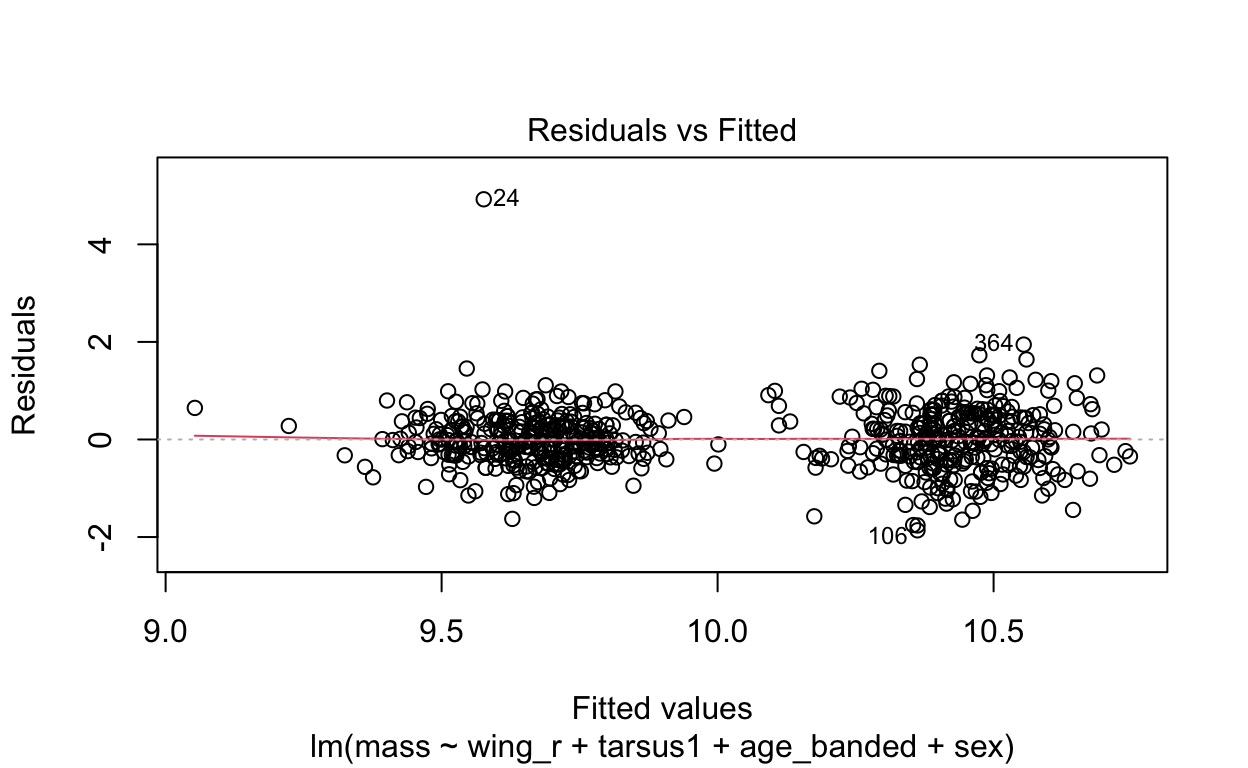 Residuals vs Fitted
24
4
364
2
0
106
-2
Residuals
9.0 9.5 10.0 10.5
Fitted values
lm(mass ~ wing_r + tarsus1 + age_banded + sex)